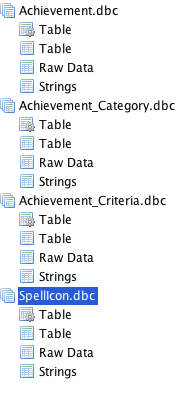 Achievement.dbc
Table
Table
Raw Data
Strings
Achievement_Category.dbc
Table
Table
Raw Data
Strings
Achievement_Criteria.dbc
Table
Table
Raw Data
Strings
SpellIcon.dbc
Table
Table
Raw Data
Strings